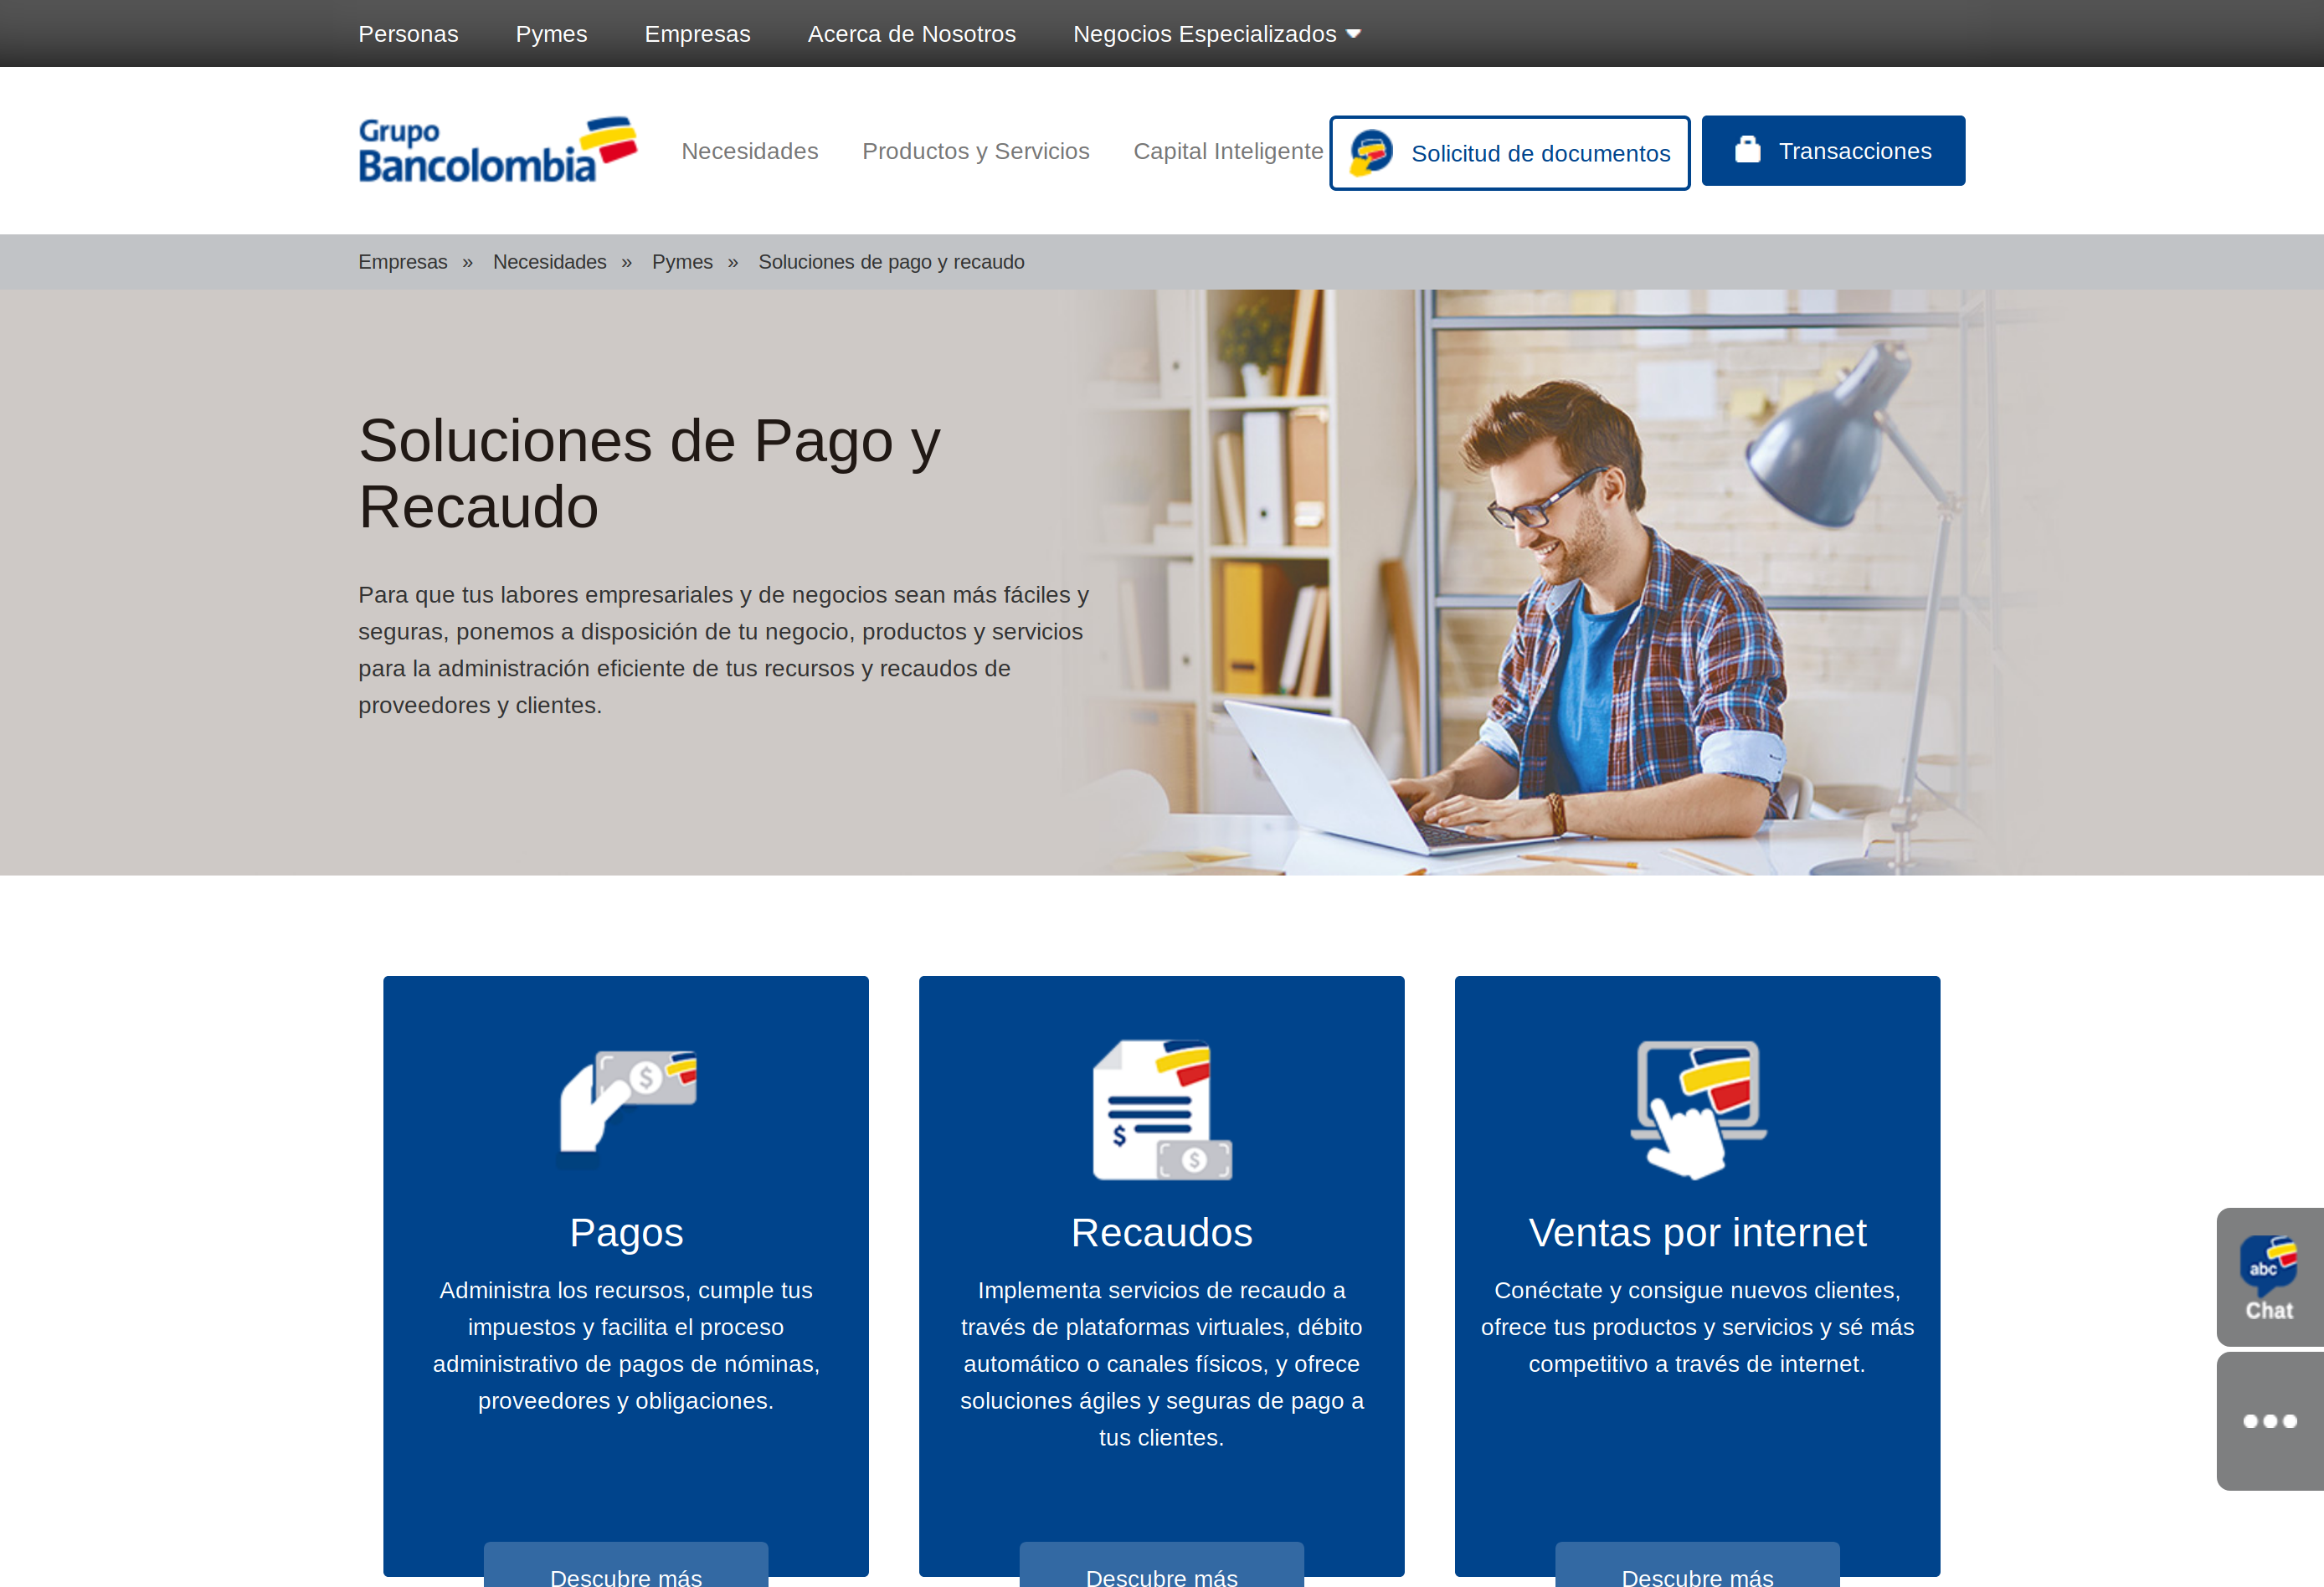 Personas Pymes Empresas Acerca de Nosotros Negocios Especializados
Grupo
Bancolombia
Necesidades Productos y Servicios Capital Inteligente Solicitud de documentos Transacciones
Empresas » Necesidades » Pymes » Soluciones de pago y recaudo
Soluciones de Pago y
Recaudo
Para que tus labores empresariales y de negocios sean más fáciles y
seguras, ponemos a disposición de tu negocio, productos y servicios
para la administración eficiente de tus recursos y recaudos de
proveedores y clientes.
$
Pagos
Administra los recursos, cumple tus
impuestos y facilita el proceso
administrativo de pagos de nóminas,
proveedores y obligaciones.
Descubre más
$
$
Recaudos
Implementa servicios de recaudo a
través de plataformas virtuales, débito
automático o canales físicos, y ofrece
soluciones ágiles y seguras de pago a
tus clientes.
Descubre más
Ventas por internet
Conéctate y consigue nuevos clientes,
ofrece tus productos y servicios y sé más
competitivo a través de internet.
Descubre más
abc
Chat